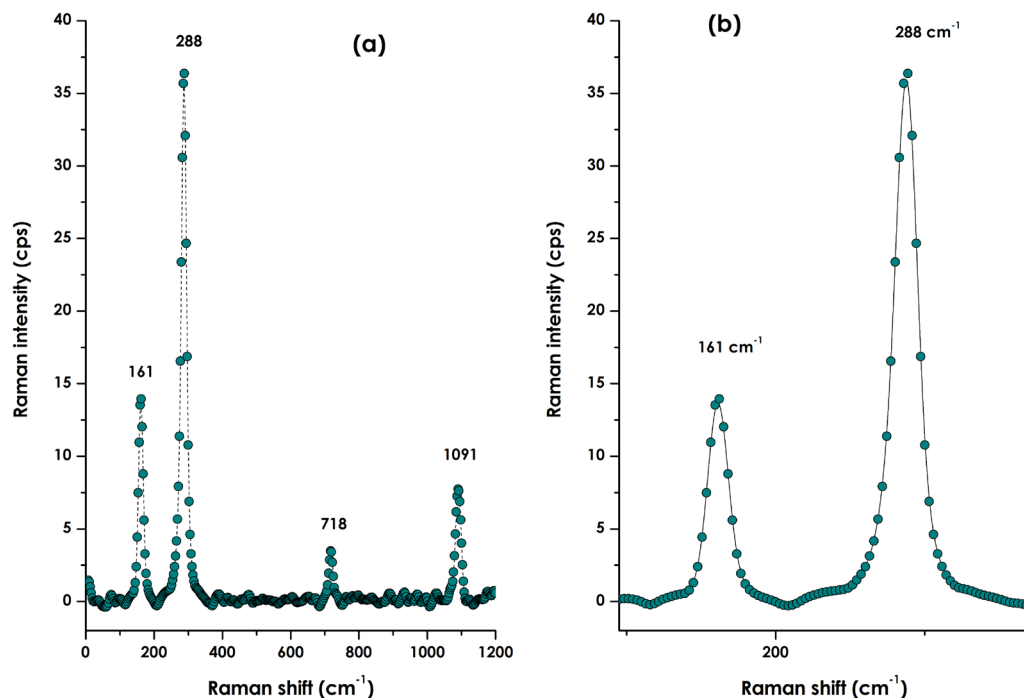 (a)
288
161
718
1091
Raman intensity (cps)
40
35
30
25
20
15
10
5
0
0 200 400 600 800 1000 1200
Raman shift (cm⁻¹)
(b)
288 cm⁻¹
161 cm⁻¹
Raman intensity (cps)
40
35
30
25
20
15
10
5
0
200
Raman shift (cm⁻¹)